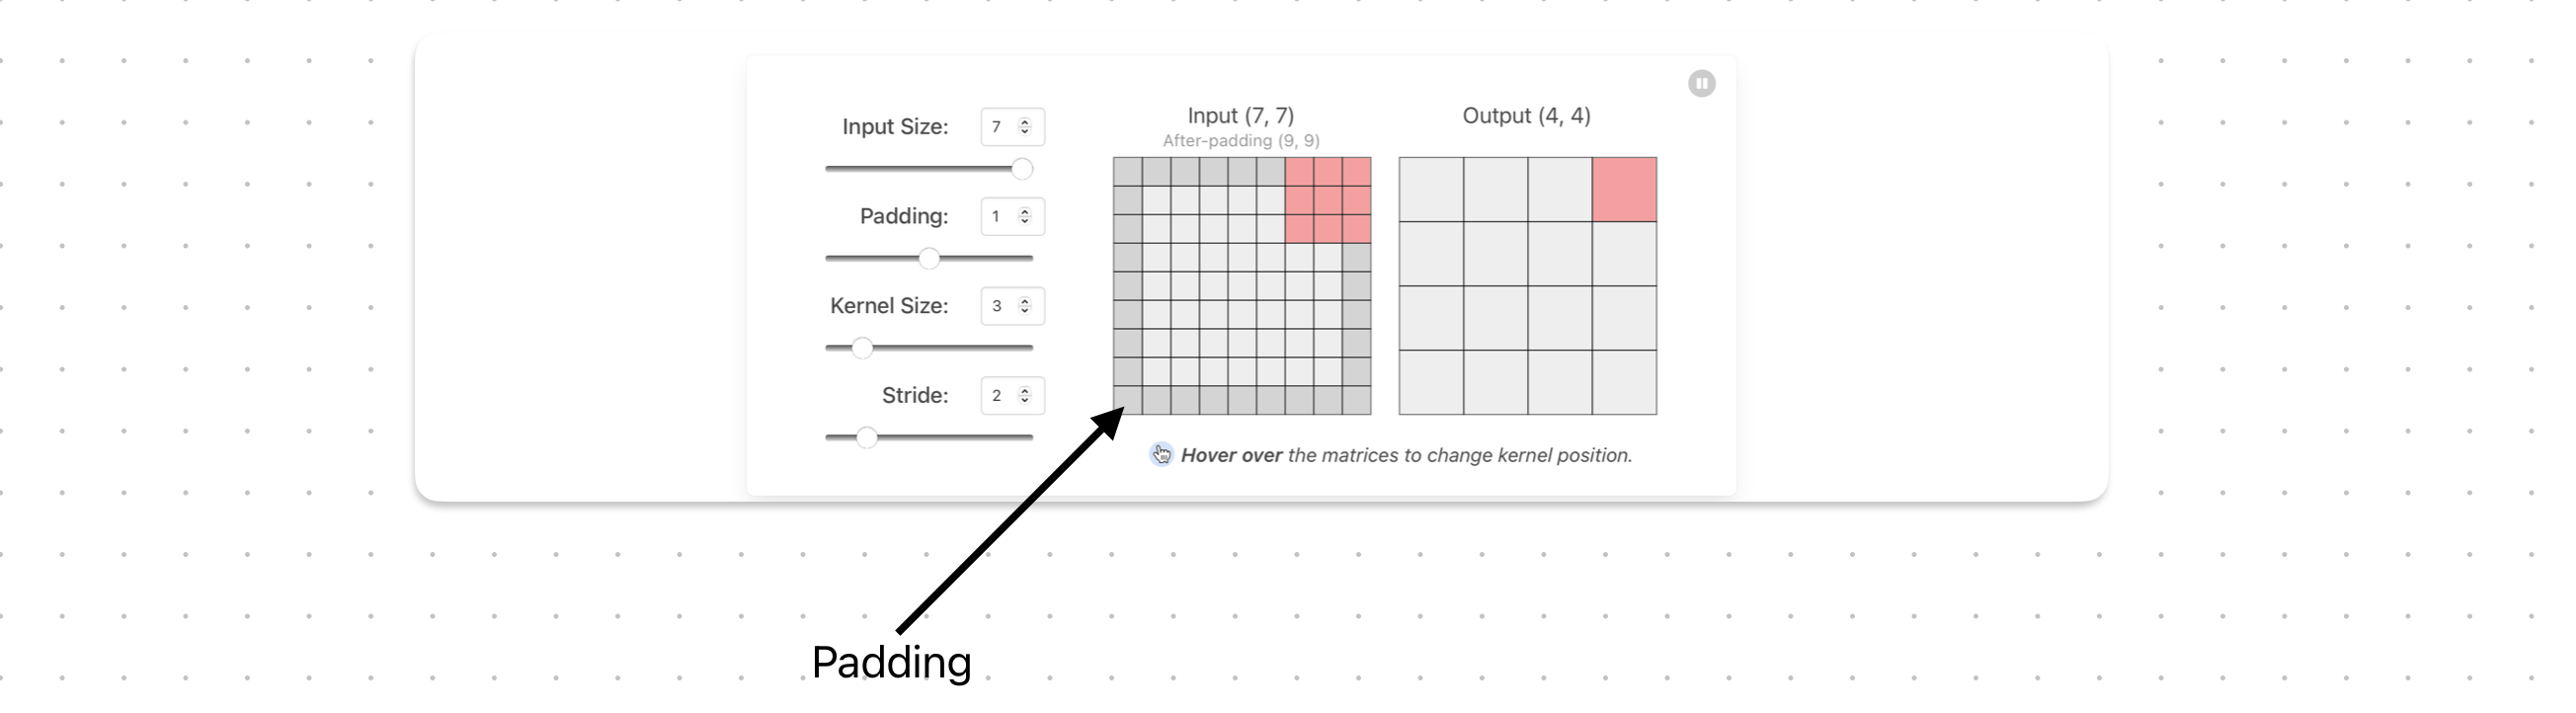 Input Size: 7
Padding: 1
Kernel Size: 3
Stride: 2
Input (7, 7)
After-padding (9, 9)
Output (4, 4)
Hover over the matrices to change kernel position.
Padding